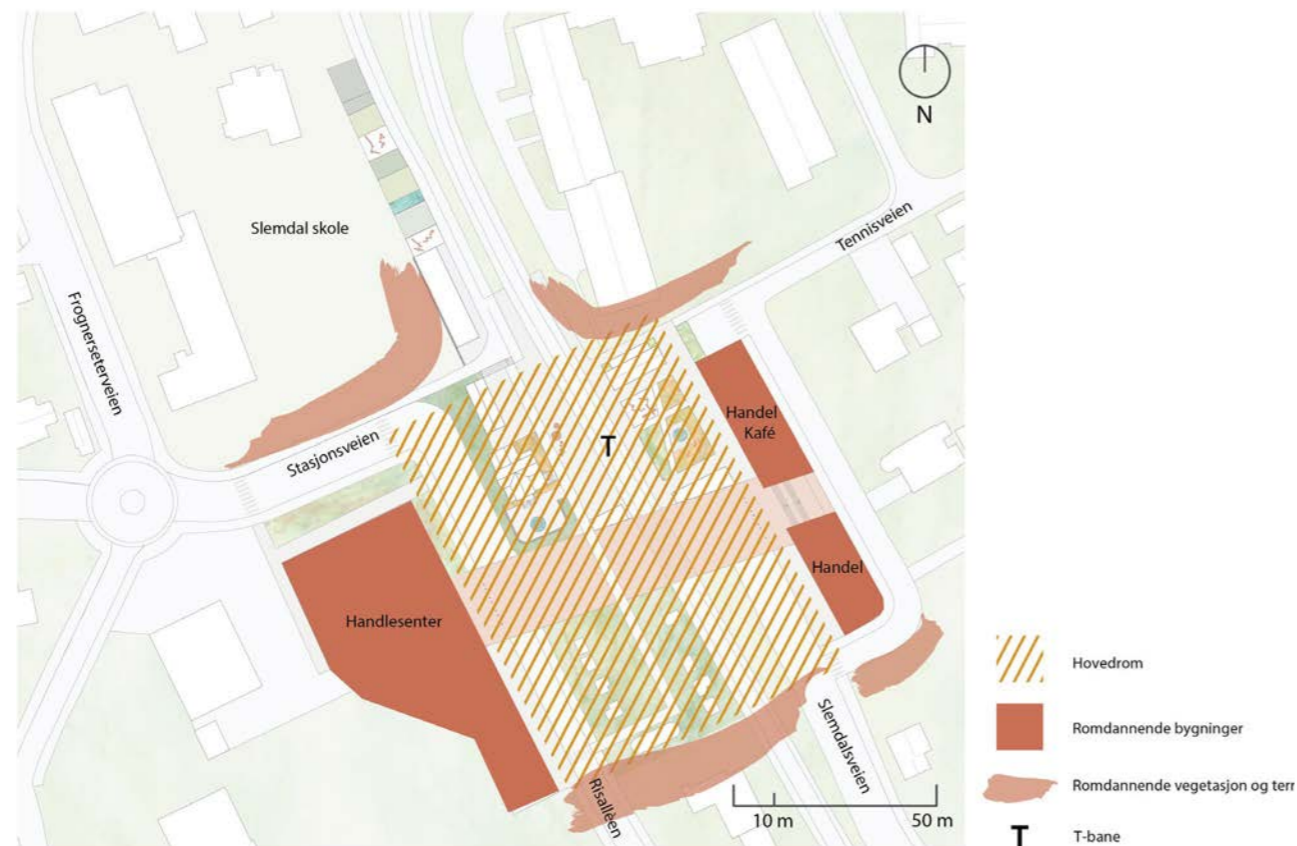 N
Slemdal skole
Tennisveien
Frognerseterveien
Handel
Kafé
T
Stasjonsveien
Handel
Handlesenter
Slemdalsveien
Risallèen
10 m
50 m
Hovedrom
Romdannende bygninger
Romdannende vegetasjon og terr
T
T-bane